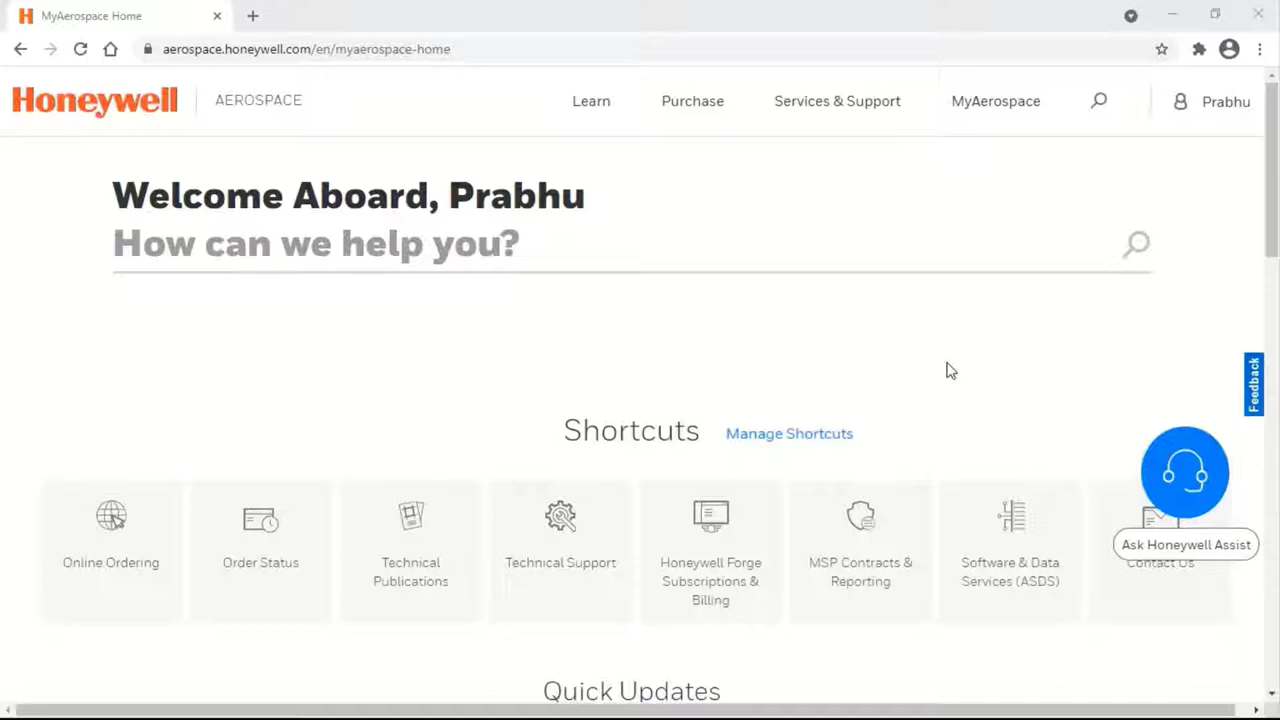 MyAerospace Home
aerospace.honeywell.com/en/myaerospace-home
Honeywell AEROSPACE Learn Purchase Services & Support MyAerospace Prabhu
Welcome Aboard, Prabhu
How can we help you?
Feedback
Shortcuts Manage Shortcuts
Ask Honeywell Assist
Online Ordering
Order Status
Technical
Publications
Technical Support
Honeywell Forge
Subscriptions &
Billing
MSP Contracts &
Reporting
Software & Data
Services (ASDS)
Contact Us
Quick Updates